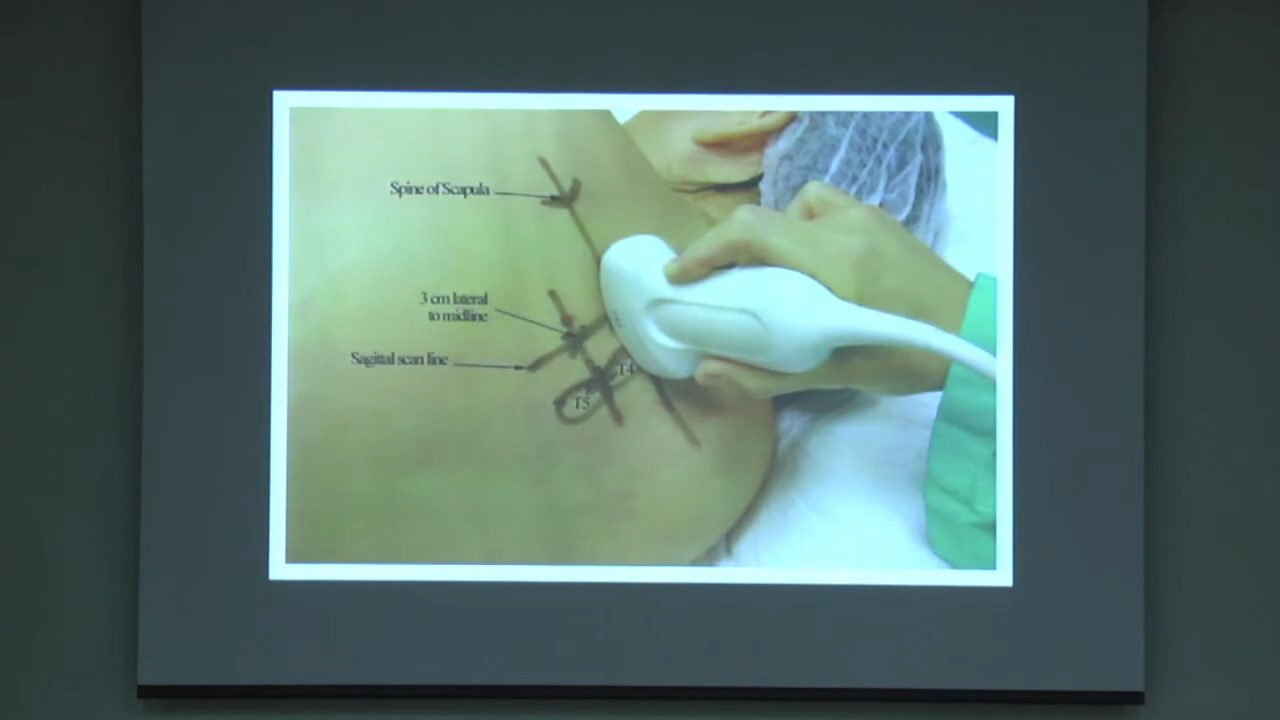 Spine of Scapula
3 cm lateral
to midline
Sagittal scan line
T4
T5